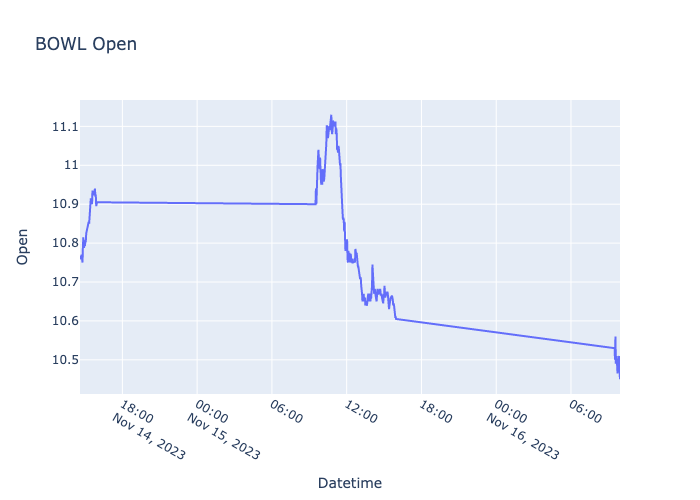 BOWL Open
11.1
11
10.9
10.8
10.7
10.6
10.5
Open
18:00
Nov 14, 2023
00:00
Nov 15, 2023
06:00
12:00
18:00
00:00
Nov 16, 2023
06:00
Datetime